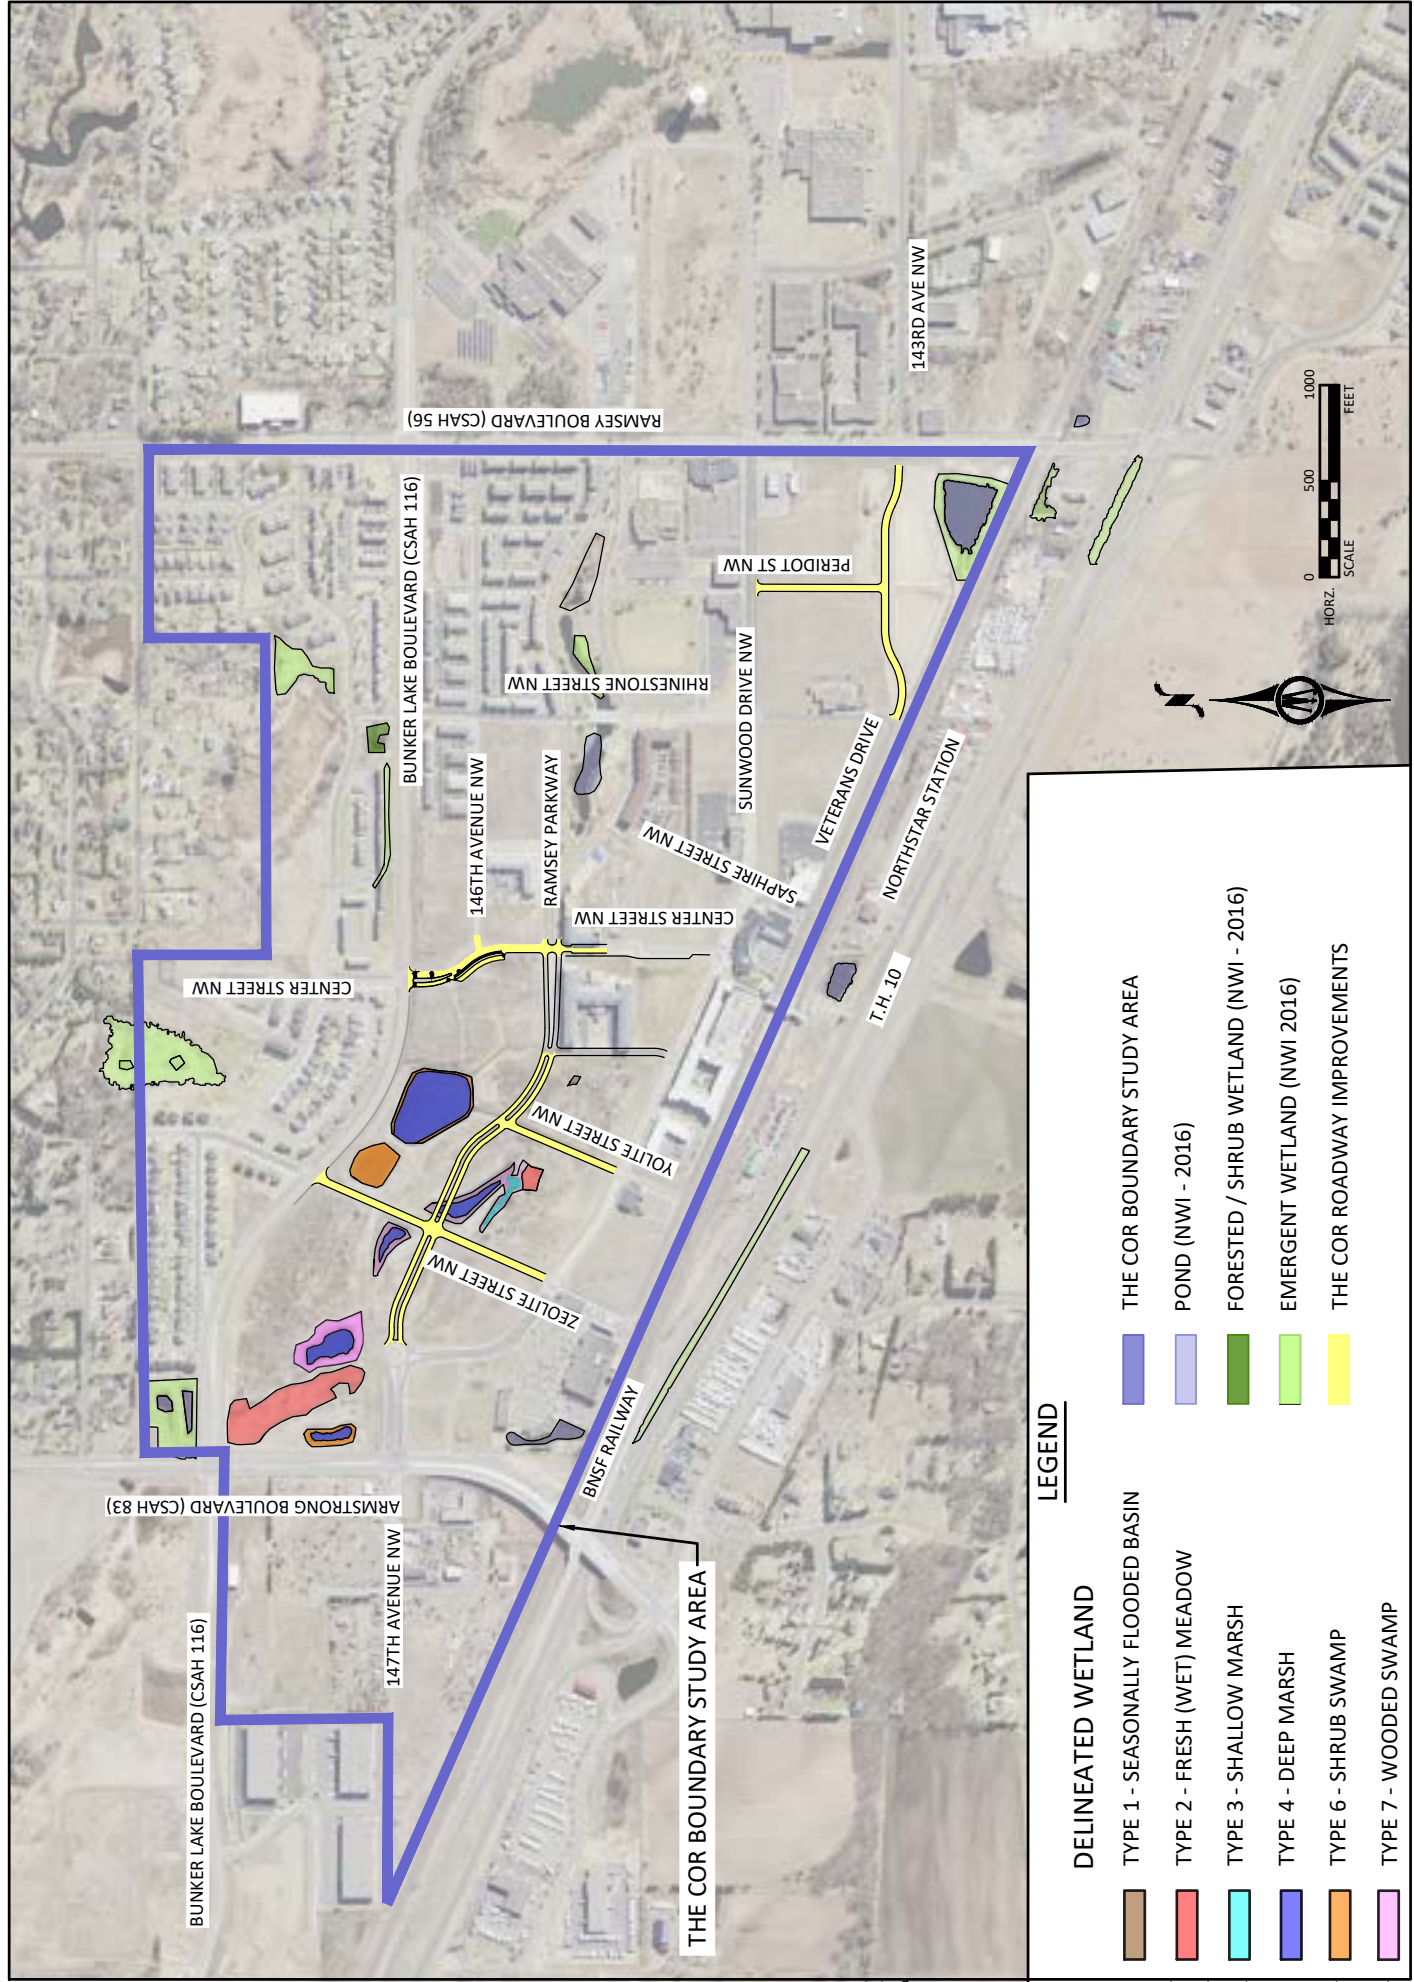 BUNKER LAKE BOULEVARD (CSAH 116)
147TH AVENUE NW
ARMSTRONG BOULEVARD (CSAH 83)
THE COR BOUNDARY STUDY AREA
BNSF RAILWAY
ZEOLITE STREET NW
YOLITE STREET NW
CENTER STREET NW
T.H. 10
146TH AVENUE NW
RAMSEY PARKWAY
CENTER STREET NW
SAPHIRE STREET NW
NORTHSTAR STATION
VETERANS DRIVE
SUNWOOD DRIVE NW
BUNKER LAKE BOULEVARD (CSAH 116)
RHINESTONE STREET NW
PERIDOT ST NW
RAMSEY BOULEVARD (CSAH 56)
143RD AVE NW
N
0 500 1000
HORZ. SCALE FEET
LEGEND
DELINEATED WETLAND
TYPE 1 - SEASONALLY FLOODED BASIN
TYPE 2 - FRESH (WET) MEADOW
TYPE 3 - SHALLOW MARSH
TYPE 4 - DEEP MARSH
TYPE 6 - SHRUB SWAMP
TYPE 7 - WOODED SWAMP
THE COR BOUNDARY STUDY AREA
POND (NWI - 2016)
FORESTED / SHRUB WETLAND (NWI - 2016)
EMERGENT WETLAND (NWI 2016)
THE COR ROADWAY IMPROVEMENTS